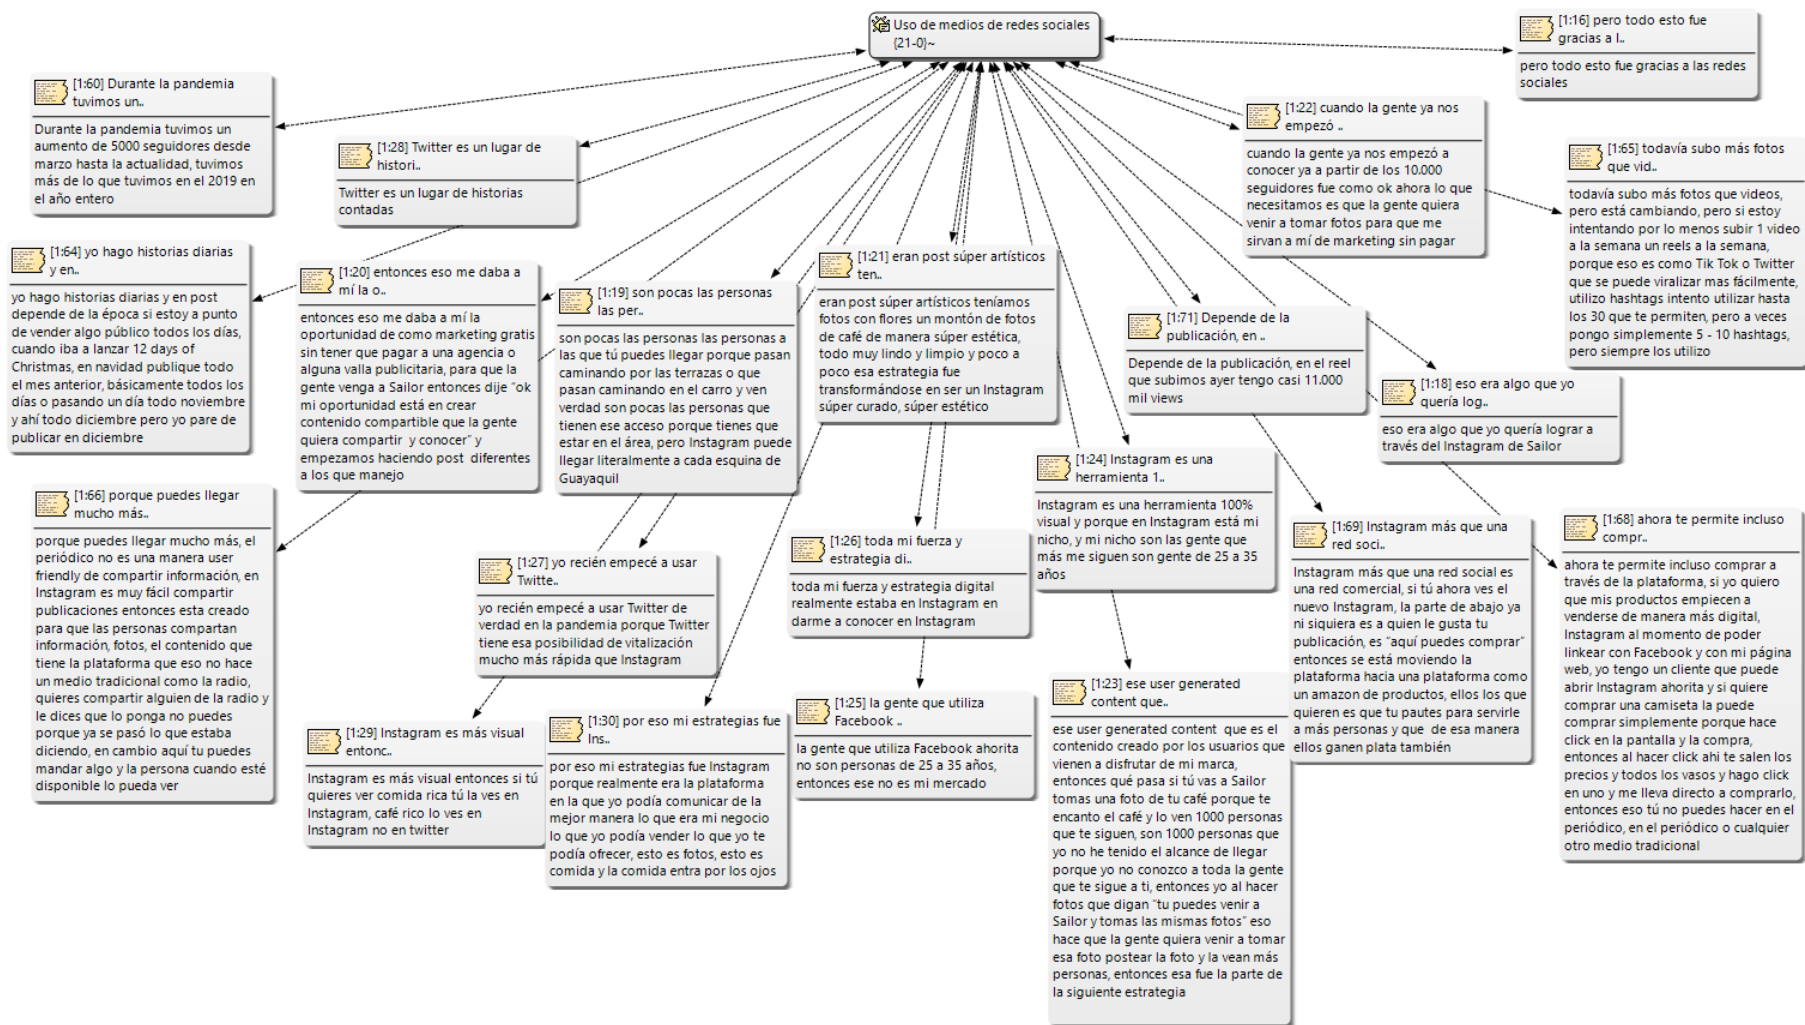 Uso de medios de redes sociales
{21-0}~
[1:16] pero todo esto fue
gracias a l..
pero todo esto fue gracias a las redes
sociales
[1:60] Durante la pandemia
tuvimos un..
Durante la pandemia tuvimos un
aumento de 5000 seguidores desde
marzo hasta la actualidad, tuvimos
más de lo que tuvimos en el 2019 en
el año entero
[1:28] Twitter es un lugar de
histori..
Twitter es un lugar de historias
contadas
[1:22] cuando la gente ya nos
empezó ..
cuando la gente ya nos empezó a
conocer ya a partir de los 10.000
seguidores fue como ok ahora lo que
necesitamos es que la gente quiera
venir a tomar fotos para que me
sirvan a mí de marketing sin pagar
[1:65] todavía subo más fotos
que vid..
todavía subo más fotos que videos,
pero está cambiando, pero si estoy
intentando por lo menos subir 1 video
a la semana un reels a la semana,
porque eso es como Tik Tok o Twitter
que se puede viralizar mas fácilmente,
utilizo hashtags intento utilizar hasta
los 30 que te permiten, pero a veces
pongo simplemente 5 - 10 hashtags,
pero siempre los utilizo
[1:64] yo hago historias diarias
y en..
yo hago historias diarias y en post
depende de la época si estoy a punto
de vender algo público todos los días,
cuando iba a lanzar 12 days of
Christmas, en navidad publique todo
el mes anterior, básicamente todos los
días o pasando un día todo noviembre
y ahí todo diciembre pero yo pare de
publicar en diciembre
[1:20] entonces eso me daba a
mí la o..
entonces eso me daba a mí la
oportunidad de como marketing gratis
sin tener que pagar a una agencia o
alguna valla publicitaria, para que la
gente venga a Sailor entonces dije "ok
mi oportunidad está en crear
contenido compartible que la gente
quiera compartir  y conocer" y
empezamos haciendo post  diferentes
a los que manejo
[1:19] son pocas las personas
las per..
son pocas las personas las personas a
las que tú puedes llegar porque pasan
caminando por las terrazas o que
pasan caminando en el carro y ven
verdad son pocas las personas que
tienen ese acceso porque tienes que
estar en el área, pero Instagram puede
llegar literalmente a cada esquina de
Guayaquil
[1:21] eran post súper artísticos
ten..
eran post súper artísticos teníamos
fotos con flores un montón de fotos
de café de manera súper estética,
todo muy lindo y limpio y poco a
poco esa estrategia fue
transformándose en ser un Instagram
súper curado, súper estético
[1:71] Depende de la
publicación, en ..
Depende de la publicación, en el reel
que subimos ayer tengo casi 11.000
mil views
[1:18] eso era algo que yo
quería log..
eso era algo que yo quería lograr a
través del Instagram de Sailor
[1:66] porque puedes llegar
mucho más..
porque puedes llegar mucho más, el
periódico no es una manera user
friendly de compartir información, en
Instagram es muy fácil compartir
publicaciones entonces esta creado
para que las personas compartan
información, fotos, el contenido que
tiene la plataforma que eso no hace
un medio tradicional como la radio,
quieres compartir alguien de la radio y
le dices que lo ponga no puedes
porque ya se pasó lo que estaba
diciendo, en cambio aquí tu puedes
mandar algo y la persona cuando esté
disponible lo pueda ver
[1:27] yo recién empecé a usar
Twitte..
yo recién empecé a usar Twitter de
verdad en la pandemia porque Twitter
tiene esa posibilidad de vitalización
mucho más rápida que Instagram
[1:26] toda mi fuerza y
estrategia di..
toda mi fuerza y estrategia digital
realmente estaba en Instagram en
darme a conocer en Instagram
[1:24] Instagram es una
herramienta 1..
Instagram es una herramienta 100%
visual y porque en Instagram está mi
nicho, y mi nicho son las gente que
más me siguen son gente de 25 a 35
años
[1:69] Instagram más que una
red soci..
Instagram más que una red social es
una red comercial, si tú ahora ves el
nuevo Instagram, la parte de abajo ya
ni siquiera es a quien le gusta tu
publicación, es "aquí puedes comprar"
entonces se está moviendo la
plataforma hacia una plataforma como
un amazon de productos, ellos los que
quieren es que tu pautes para servirle
a más personas y que  de esa manera
ellos ganen plata también
[1:68] ahora te permite incluso
compr..
ahora te permite incluso comprar a
través de la plataforma, si yo quiero
que mis productos empiecen a
venderse de manera más digital,
Instagram al momento de poder
linkear con Facebook y con mi página
web, yo tengo un cliente que puede
abrir Instagram ahorita y si quiere
comprar una camiseta la puede
comprar simplemente porque hace
click en la pantalla y la compra,
entonces al hacer click ahi te salen los
precios y todos los vasos y hago click
en uno y me lleva directo a comprarlo,
entonces eso tú no puedes hacer en el
periódico, en el periódico o cualquier
otro medio tradicional
[1:29] Instagram es más visual
entonc..
Instagram es más visual entonces si tú
quieres ver comida rica tú la ves en
Instagram, café rico lo ves en
Instagram no en twitter
[1:30] por eso mi estrategias fue
Ins..
por eso mi estrategias fue Instagram
porque realmente era la plataforma
en la que yo podía comunicar de la
mejor manera lo que era mi negocio
lo que yo podía vender lo que yo te
podía ofrecer, esto es fotos, esto es
comida y la comida entra por los ojos
[1:25] la gente que utiliza
Facebook ..
la gente que utiliza Facebook ahorita
no son personas de 25 a 35 años,
entonces ese no es mi mercado
[1:23] ese user generated
content que..
ese user generated content  que es el
contenido creado por los usuarios que
vienen a disfrutar de mi marca,
entonces qué pasa si tú vas a Sailor
tomas una foto de tu café porque te
encanto el café y lo ven 1000 personas
que te siguen, son 1000 personas que
yo no he tenido el alcance de llegar
porque yo no conozco a toda la gente
que te sigue a ti, entonces yo al hacer
fotos que digan "tu puedes venir a
Sailor y tomas las mismas fotos" eso
hace que la gente quiera venir a tomar
esa foto postear la foto y la vean más
personas, entonces esa fue la parte de
la siguiente estrategia